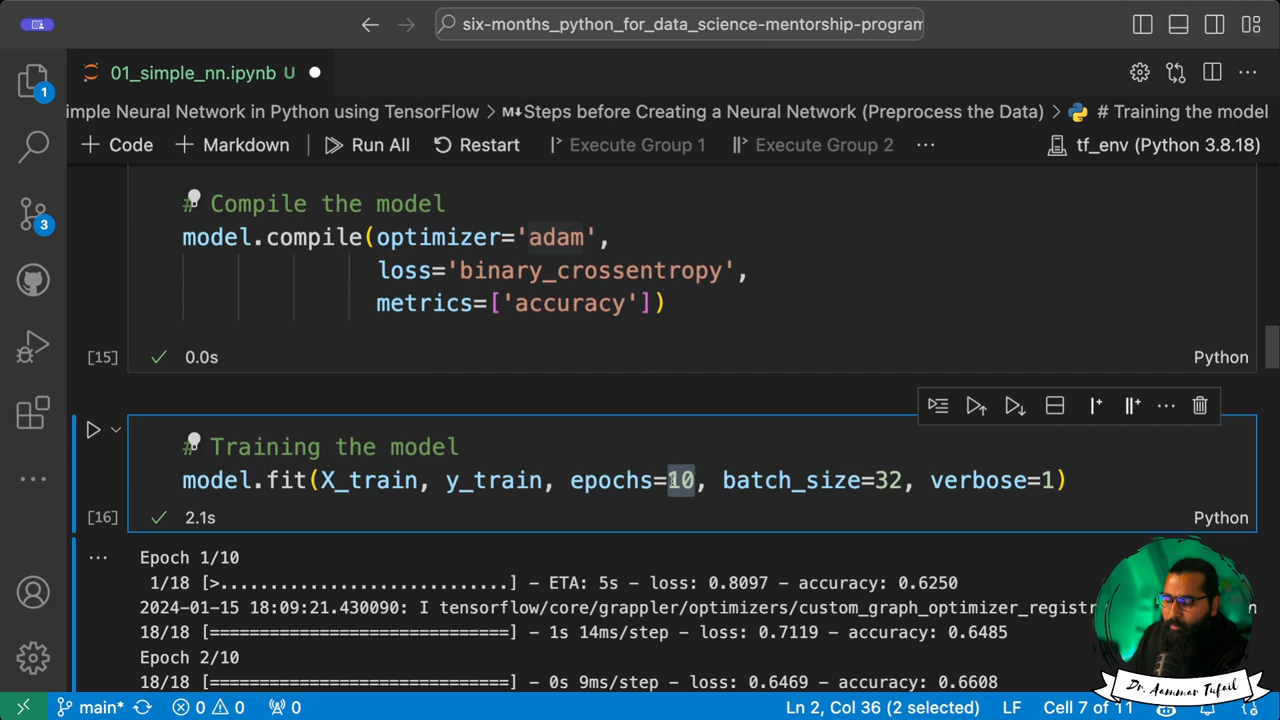 six-months_python_for_data_science-mentorship-program
01_simple_nn.ipynb U
imple Neural Network in Python using TensorFlow > M↓ Steps before Creating a Neural Network (Preprocess the Data) > # Training the model
+ Code + Markdown Run All Restart Execute Group 1 Execute Group 2 ... tf_env (Python 3.8.18)
1
3
# Compile the model
model.compile(optimizer='adam',
loss='binary_crossentropy',
metrics=['accuracy'])
[15] ✓ 0.0s Python
# Training the model
model.fit(X_train, y_train, epochs=10, batch_size=32, verbose=1)
[16] ✓ 2.1s Python
Epoch 1/10
1/18 [>.............................] - ETA: 5s - loss: 0.8097 - accuracy: 0.6250
2024-01-15 18:09:21.430090: I tensorflow/core/grappler/optimizers/custom_graph_optimizer_registr
18/18 [==============================] - 1s 14ms/step - loss: 0.7119 - accuracy: 0.6485
Epoch 2/10
18/18 [==============================] - 0s 9ms/step - loss: 0.6469 - accuracy: 0.6608
Dr. Aammar Tufail
main* 0 0 0 Ln 2, Col 36 (2 selected) LF Cell 7 of 11